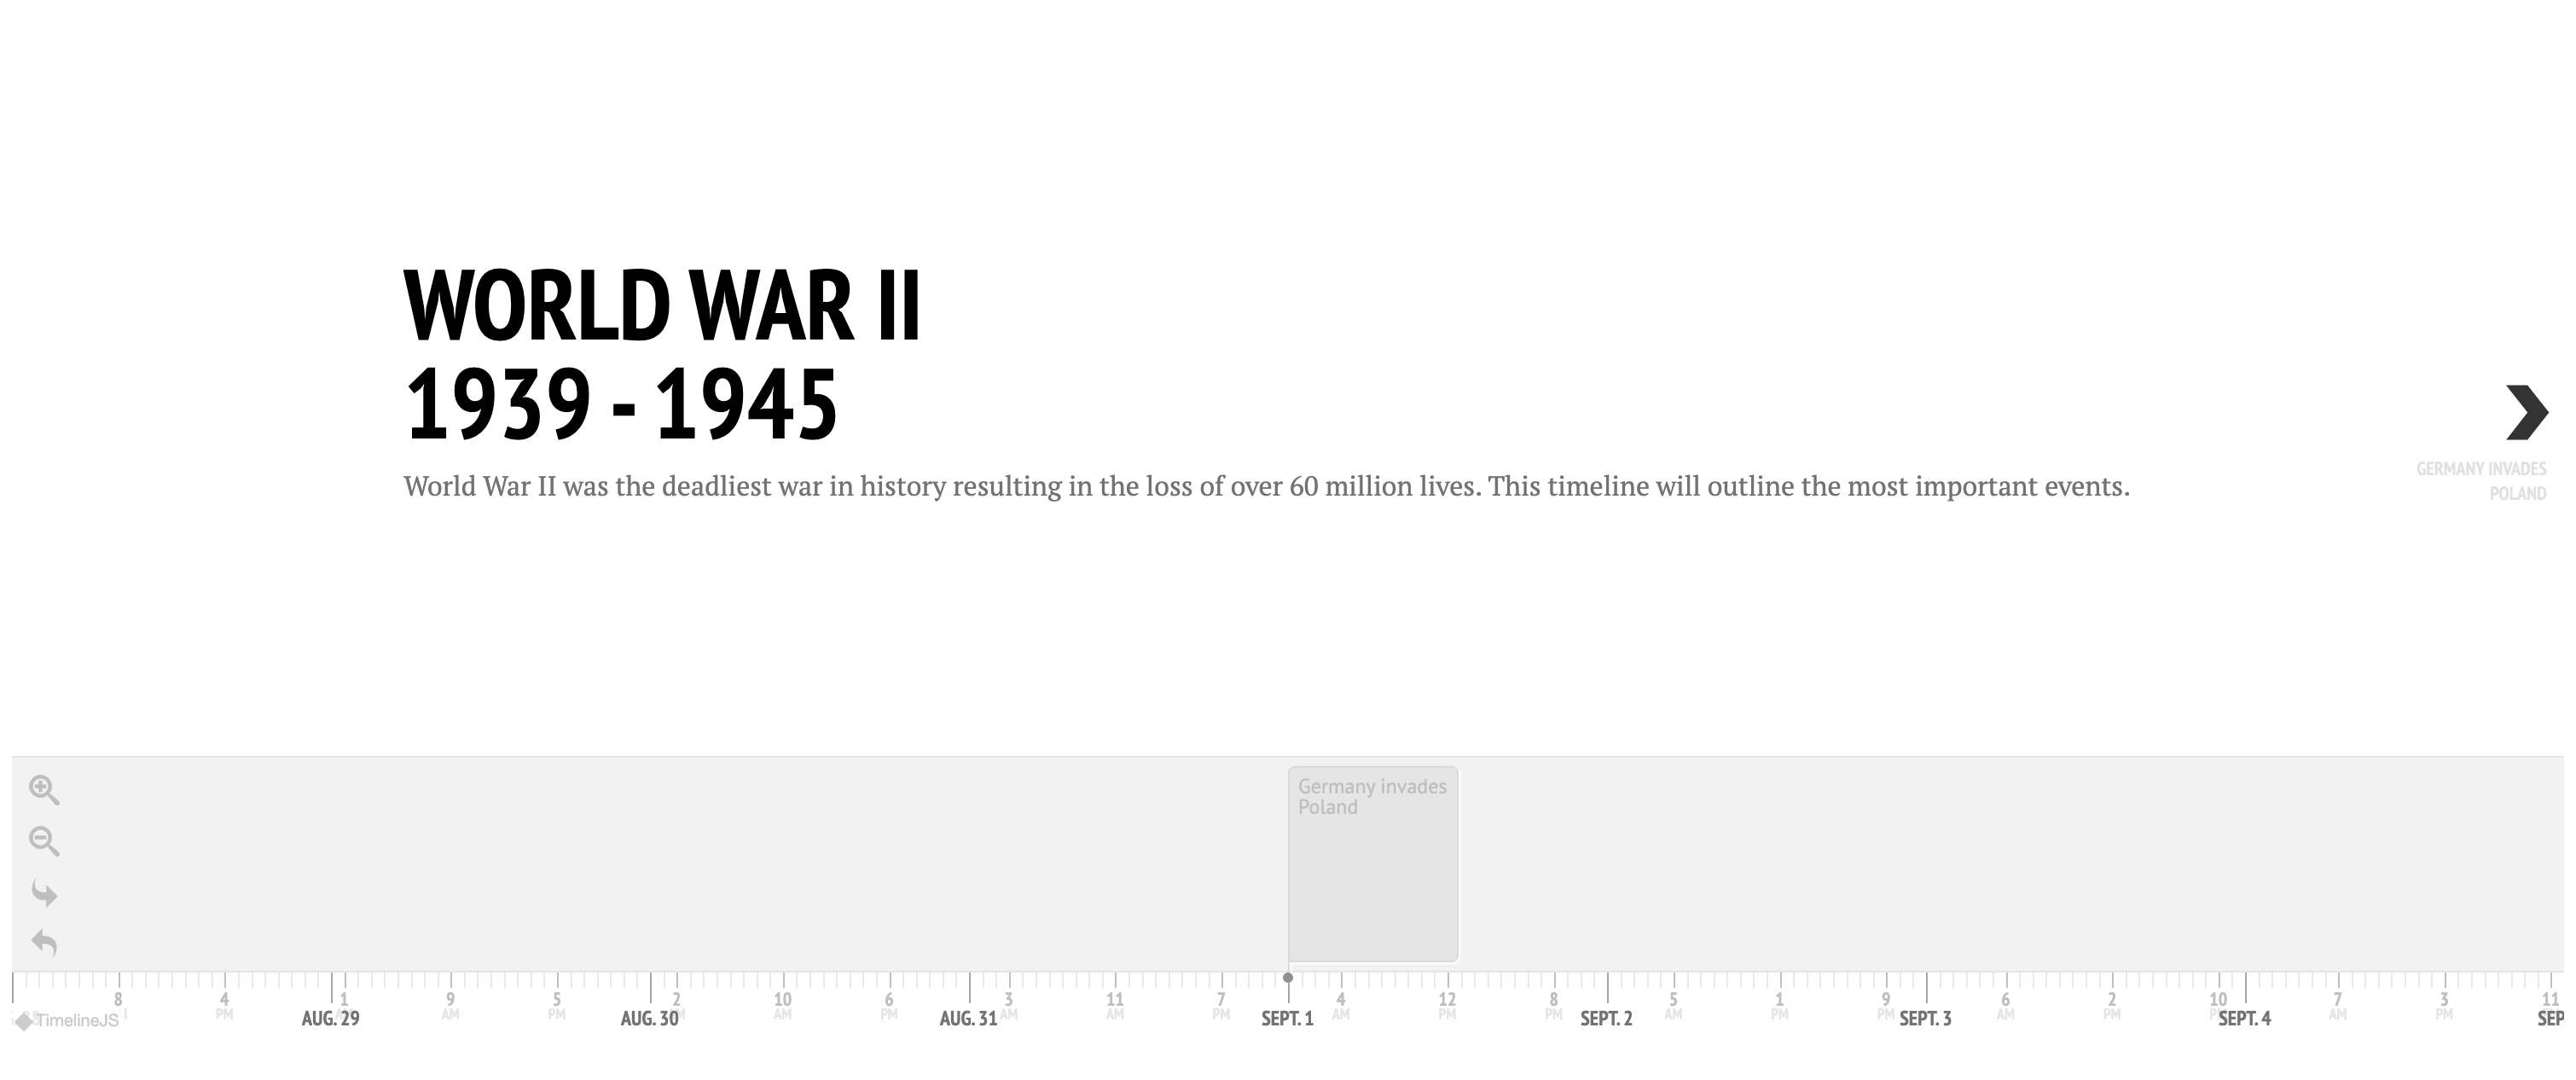 WORLD WAR II
1939 - 1945
World War II was the deadliest war in history resulting in the loss of over 60 million lives. This timeline will outline the most important events.
GERMANY INVADES
POLAND
Germany invades
Poland
8 4 1 9 5 2 10 6 3 11 7 4 12 8 5 1 9 6 2 10 7 3 11
PM AM PM AM PM AM AM PM AM PM PM AM PM PM AM PM AM PM
TimelineJS AUG. 29 AUG. 30 AUG. 31 SEPT. 1 SEPT. 2 SEPT. 3 SEPT. 4 SEP